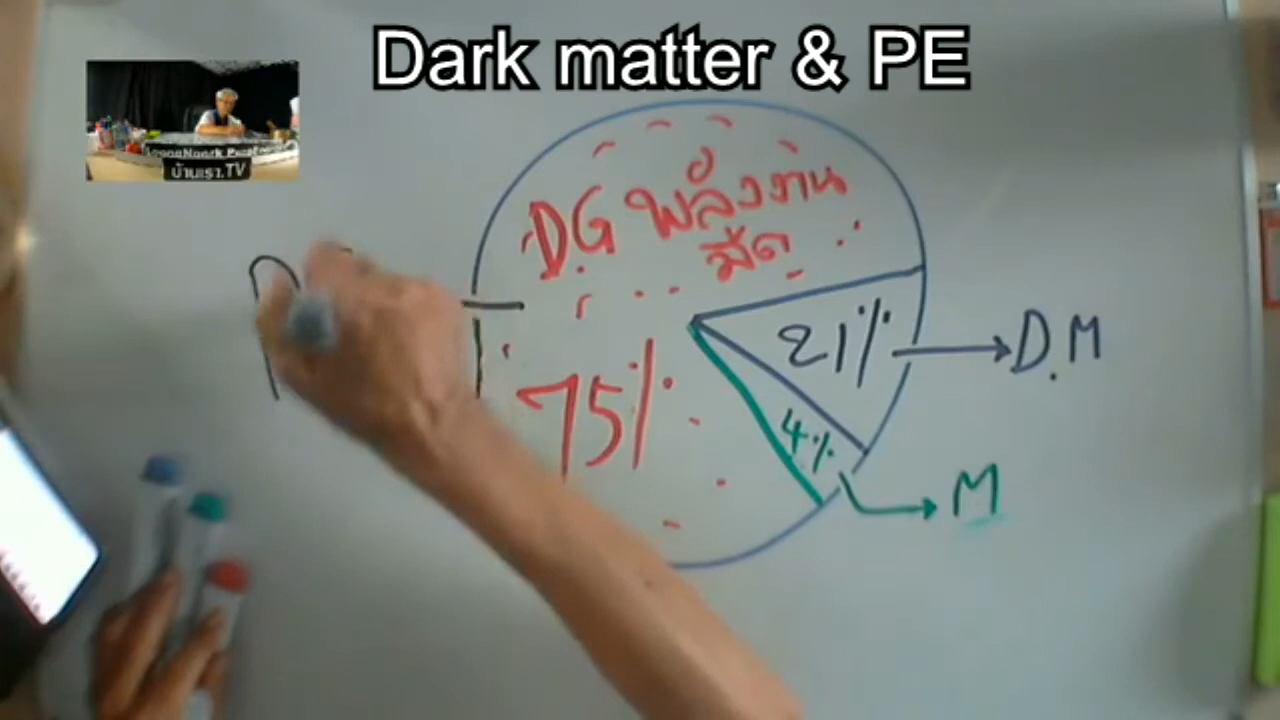 Dark matter & PE
บ้านเรา.TV
D.G พลังงาน
มืด
75%
21%
D.M
4%
M